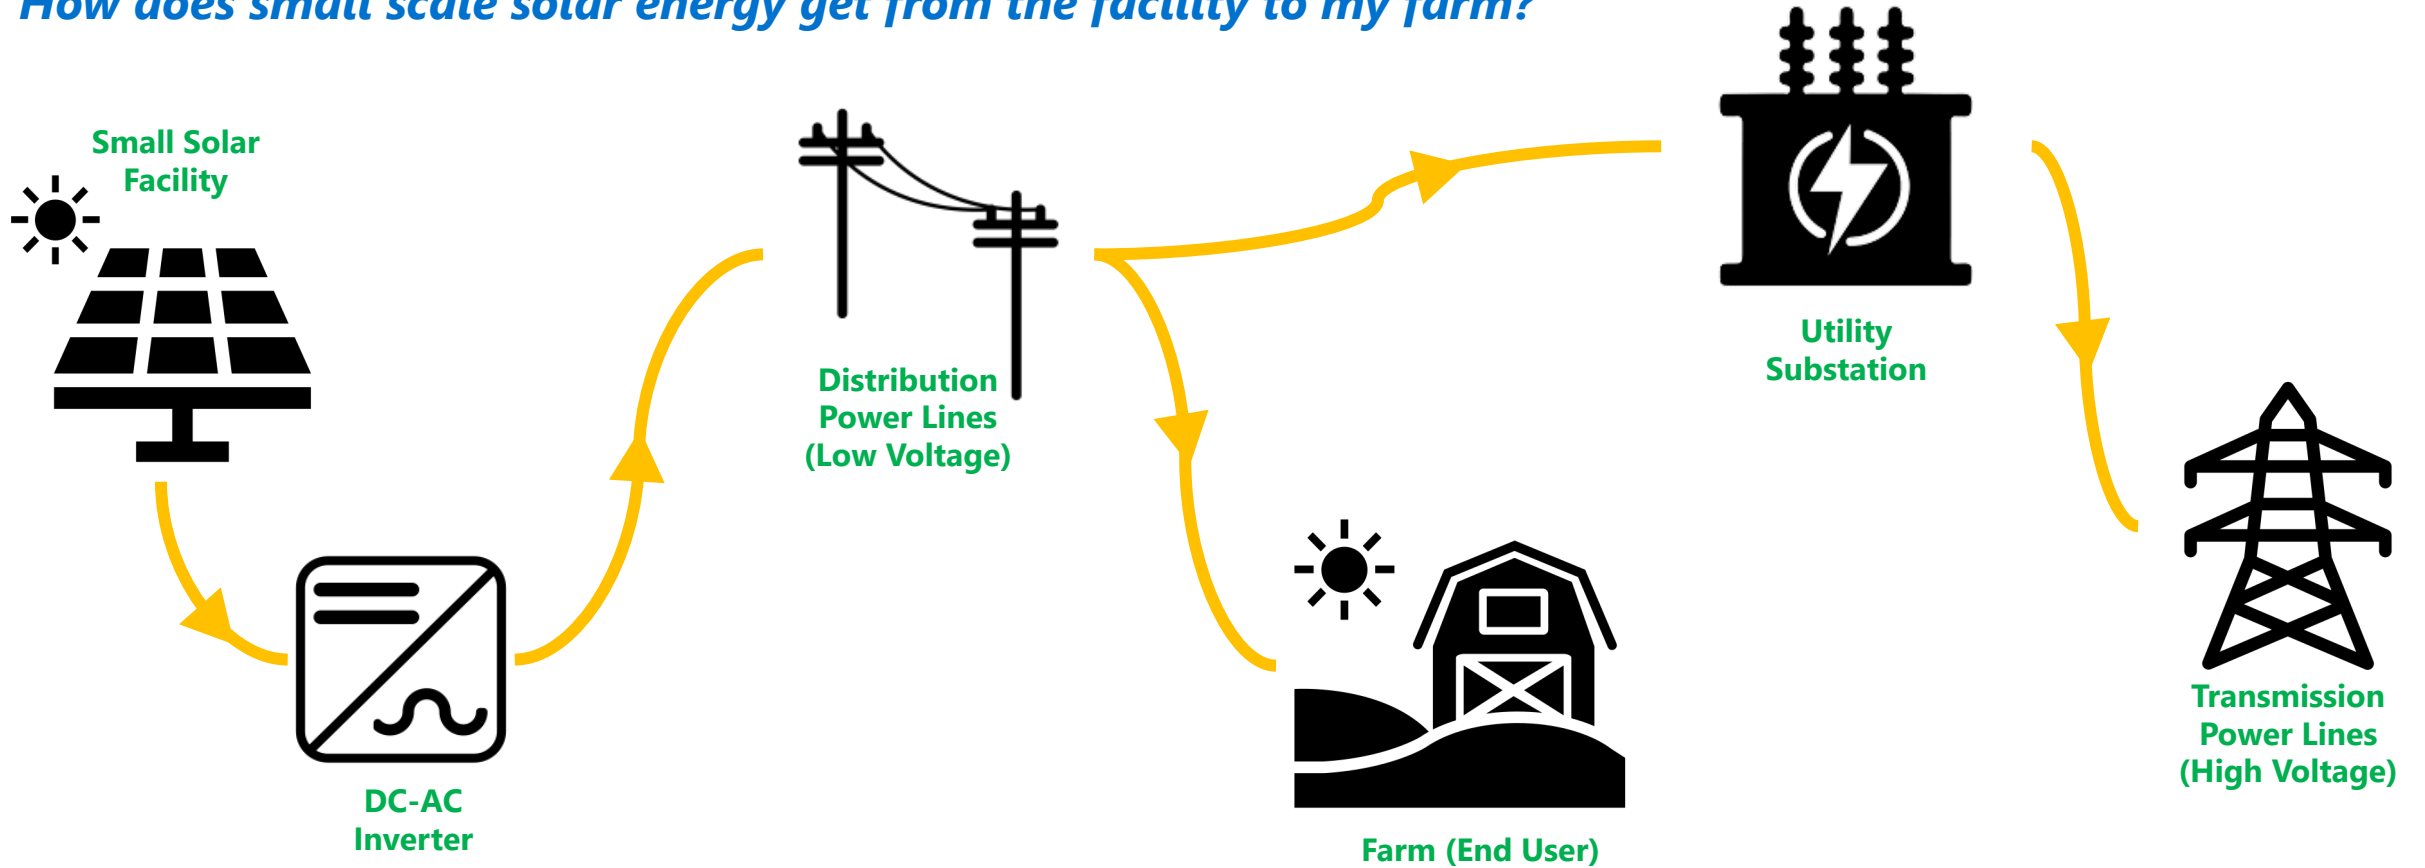 How does small scale solar energy get from the facility to my farm?
Small Solar
Facility
Distribution
Power Lines
(Low Voltage)
Utility
Substation
Transmission
Power Lines
(High Voltage)
DC-AC
Inverter
Farm (End User)